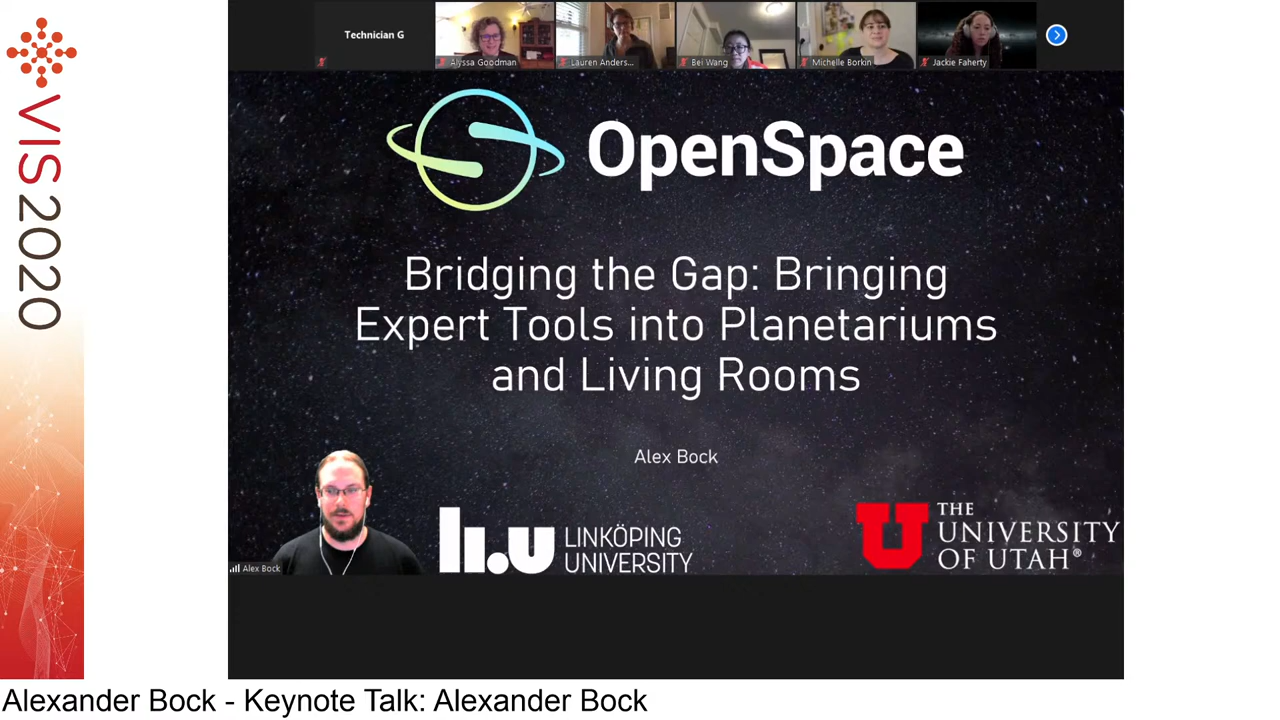 VIS2020
Technician G
Alyssa Goodman
Lauren Anders...
Bei Wang
Michelle Borkin
Jackie Faherty
OpenSpace
Bridging the Gap: Bringing
Expert Tools into Planetariums
and Living Rooms
Alex Bock
Alex Bock
li.u LINKÖPING
UNIVERSITY
THE
UNIVERSITY
OF UTAH®
Alexander Bock - Keynote Talk: Alexander Bock